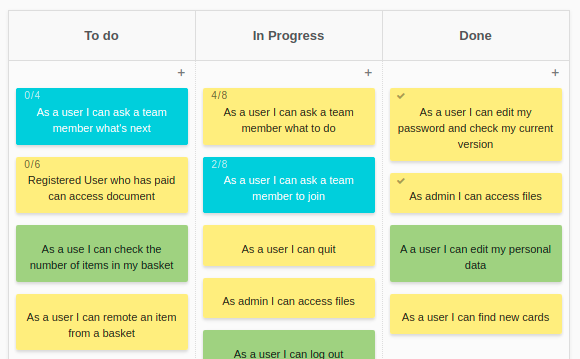 To do
In Progress
Done
+
+
+
0/4
As a user I can ask a team
member what's next
0/6
Registered User who has paid
can access document
As a use I can check the
number of items in my basket
As a user I can remote an item
from a basket
4/8
As a user I can ask a team
member what to do
2/8
As a user I can ask a team
member to join
As a user I can quit
As admin I can access files
As a user I can log out
As a user I can edit my
password and check my current
version
As admin I can access files
A a user I can edit my personal
data
As a user I can find new cards